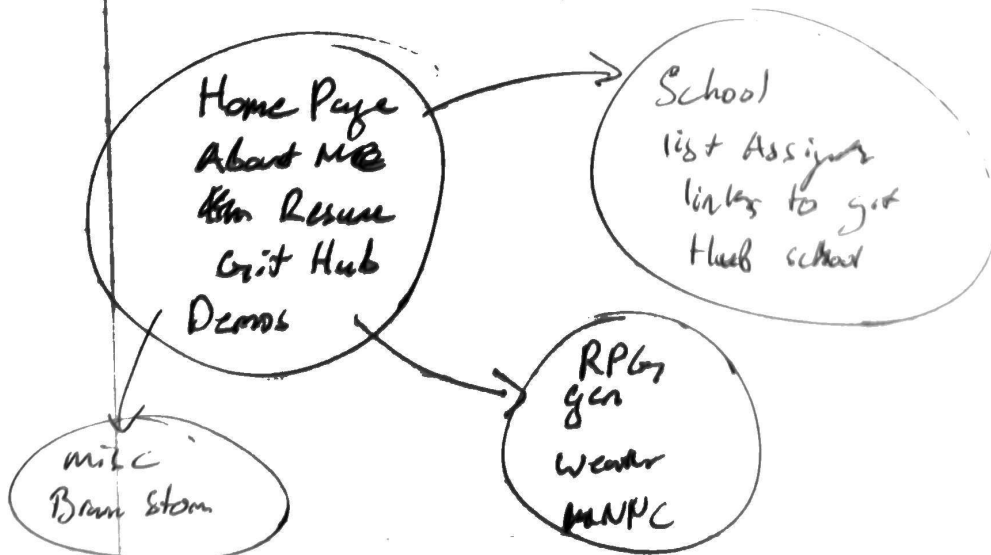 Home Page
About Me
Resume
Git Hub
Demos
School
list Assign
links to git
Hub school
RPG
gen
Weather
misc
Brain Storm